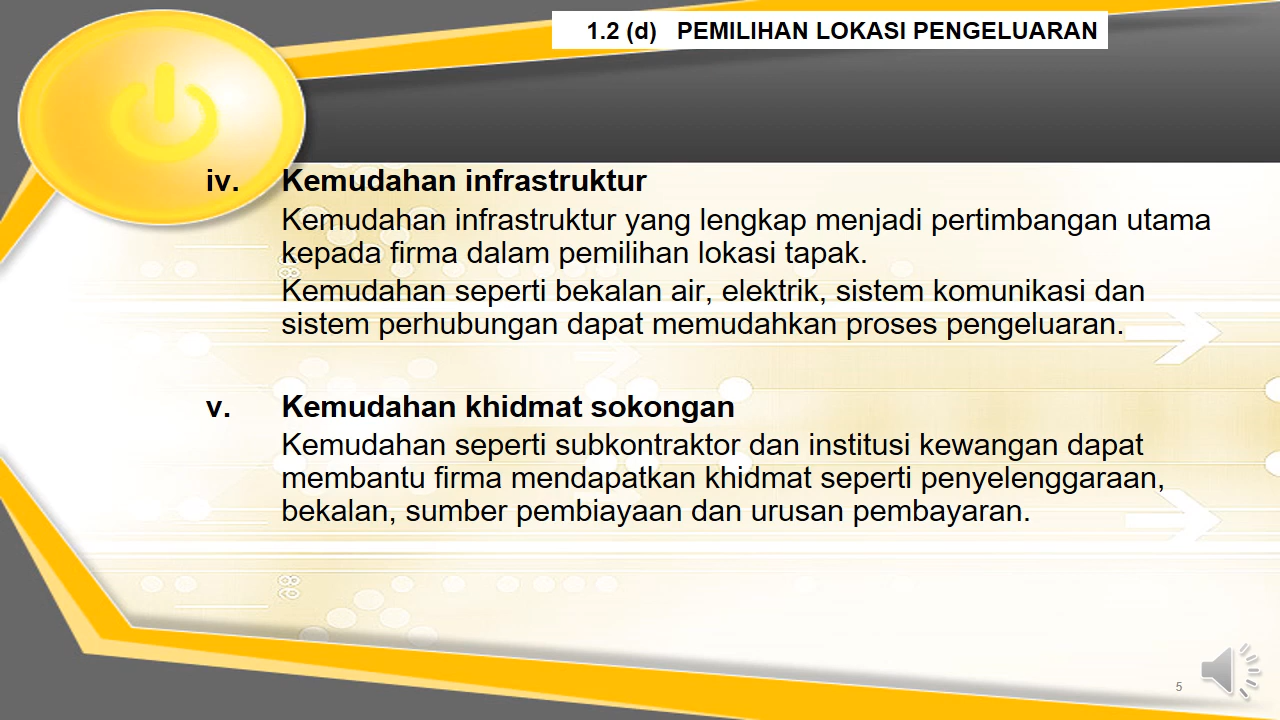 1.2 (d) PEMILIHAN LOKASI PENGELUARAN
iv. Kemudahan infrastruktur
Kemudahan infrastruktur yang lengkap menjadi pertimbangan utama
kepada firma dalam pemilihan lokasi tapak.
Kemudahan seperti bekalan air, elektrik, sistem komunikasi dan
sistem perhubungan dapat memudahkan proses pengeluaran.
v. Kemudahan khidmat sokongan
Kemudahan seperti subkontraktor dan institusi kewangan dapat
membantu firma mendapatkan khidmat seperti penyelenggaraan,
bekalan, sumber pembiayaan dan urusan pembayaran.
5